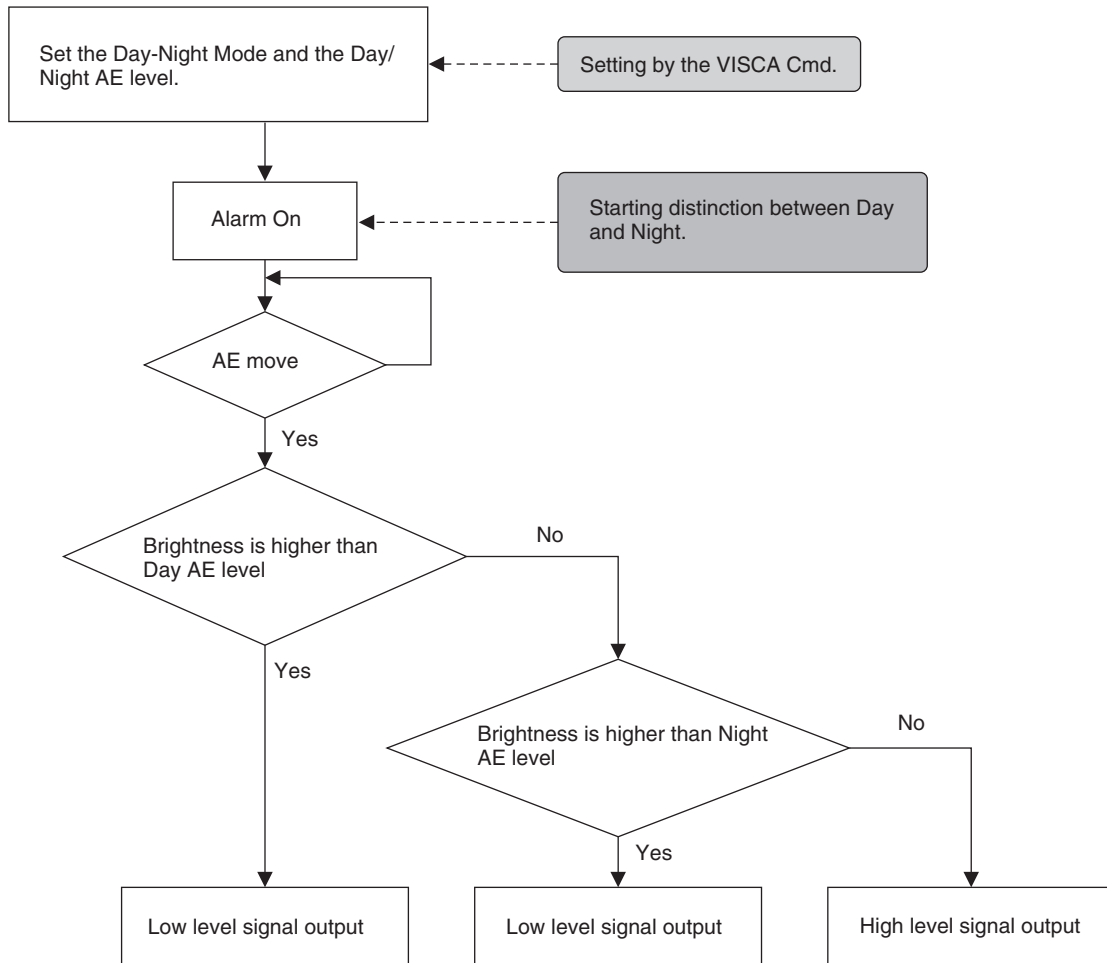 Set the Day-Night Mode and the Day/
Night AE level.
Setting by the VISCA Cmd.
Alarm On
Starting distinction between Day
and Night.
AE move
Yes
Brightness is higher than
Day AE level
No
Yes
Brightness is higher than Night
AE level
No
Yes
Low level signal output
Low level signal output
High level signal output